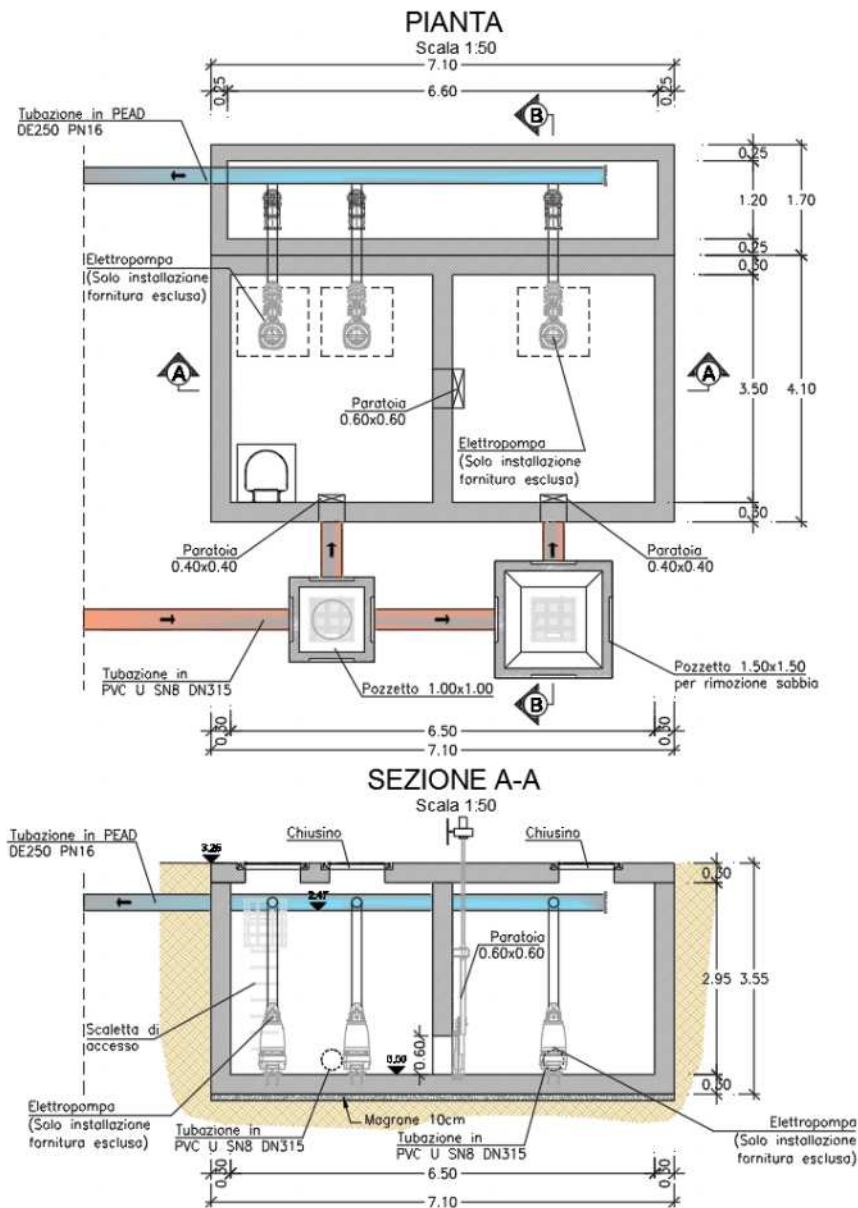 PIANTA
Scala 1:50
7.10
0.25
6.60
0.25
Tubazione in PEAD
DE250 PN16
B
0.25
1.20
1.70
0.25
0.30
Elettropompa
(Solo installazione
fornitura esclusa)
A
A
3.50
4.10
Paratoia
0.60x0.60
Elettropompa
(Solo installazione
fornitura esclusa)
0.30
Paratoia
0.40x0.40
Paratoia
0.40x0.40
Tubazione in
PVC U SN8 DN315
Pozzetto 1.00x1.00
Pozzetto 1.50x1.50
per rimozione sabbia
B
0.30
6.50
0.30
7.10
SEZIONE A-A
Scala 1:50
Tubazione in PEAD
DE250 PN16
3.25
Chiusino
Chiusino
0.30
2.47
Paratoia
0.60x0.60
2.95
3.55
Scaletta di
accesso
0.60
0.00
0.30
Elettropompa
(Solo installazione
fornitura esclusa)
Magrone 10cm
Tubazione in
PVC U SN8 DN315
Tubazione in
PVC U SN8 DN315
Elettropompa
(Solo installazione
fornitura esclusa)
0.30
6.50
0.30
7.10